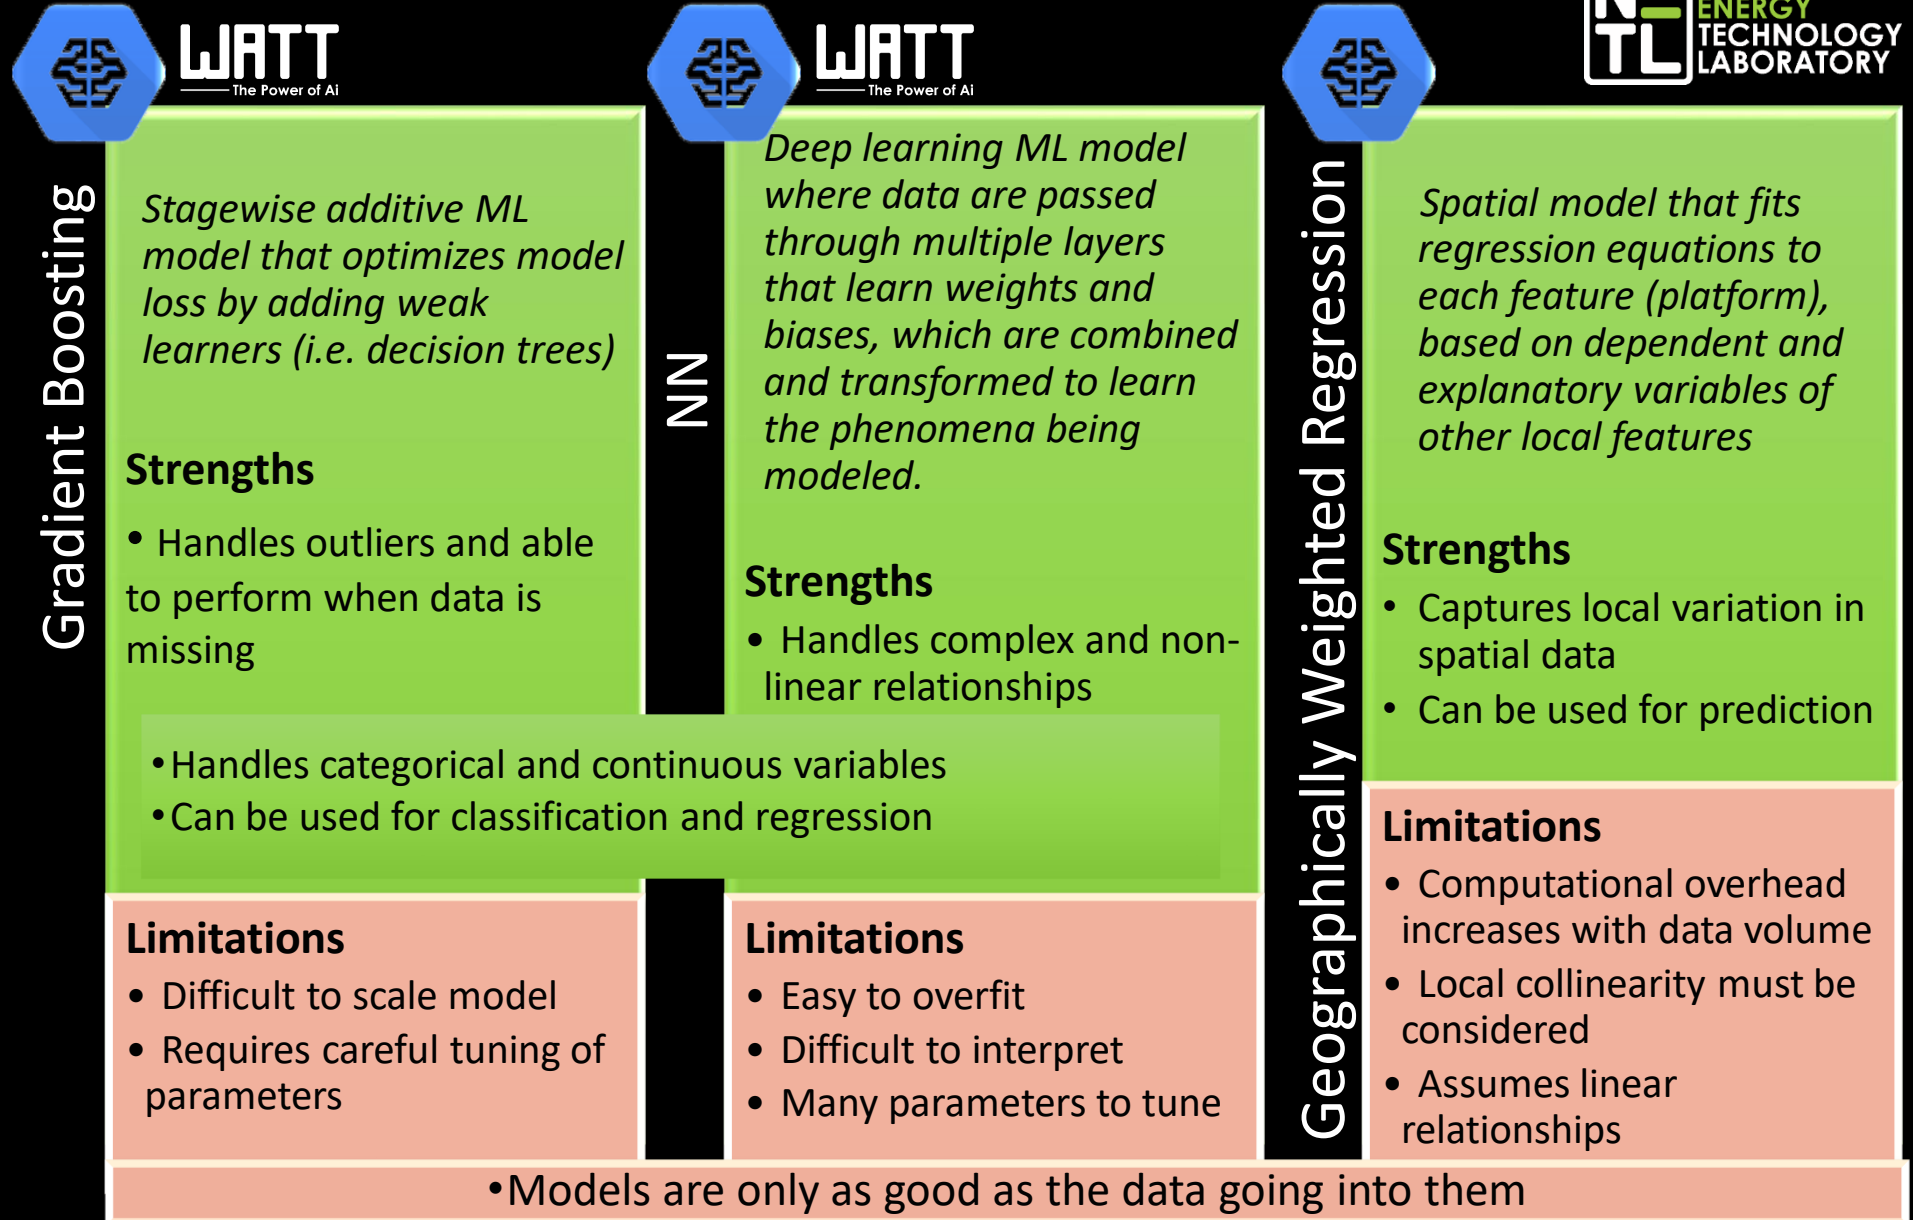 WATT
The Power of Ai
WATT
The Power of Ai
ENERGY
TECHNOLOGY
LABORATORY
TL
Gradient Boosting
Stagewise additive ML
model that optimizes model
loss by adding weak
learners (i.e. decision trees)
Strengths
• Handles outliers and able
to perform when data is
missing
NN
Deep learning ML model
where data are passed
through multiple layers
that learn weights and
biases, which are combined
and transformed to learn
the phenomena being
modeled.
Strengths
• Handles complex and non-
linear relationships
•Handles categorical and continuous variables
•Can be used for classification and regression
Limitations
• Difficult to scale model
• Requires careful tuning of
parameters
Limitations
• Easy to overfit
• Difficult to interpret
• Many parameters to tune
Geographically Weighted Regression
Spatial model that fits
regression equations to
each feature (platform),
based on dependent and
explanatory variables of
other local features
Strengths
• Captures local variation in
spatial data
• Can be used for prediction
Limitations
• Computational overhead
increases with data volume
• Local collinearity must be
considered
• Assumes linear
relationships
•Models are only as good as the data going into them